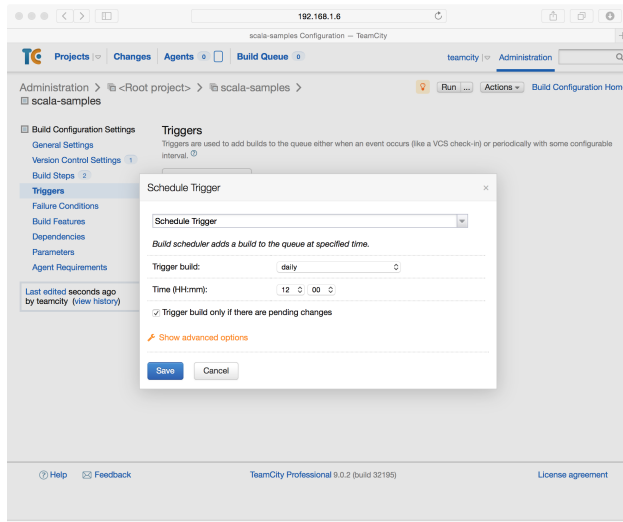 192.168.1.6
scala-samples Configuration — TeamCity
TC Projects Changes Agents 0 Build Queue 0 teamcity Administration
Administration > <Root project> > scala-samples > Run ... Actions Build Configuration Hom
scala-samples
Build Configuration Settings
General Settings
Version Control Settings 1
Build Steps 2
Triggers
Failure Conditions
Build Features
Dependencies
Parameters
Agent Requirements
Last edited seconds ago
by teamcity (view history)
Triggers
Triggers are used to add builds to the queue either when an event occurs (like a VCS check-in) or periodically with some configurable
interval.
Schedule Trigger
Schedule Trigger
Build scheduler adds a build to the queue at specified time.
Trigger build: daily
Time (HH:mm): 12 00
Trigger build only if there are pending changes
Show advanced options
Save Cancel
Help Feedback TeamCity Professional 9.0.2 (build 32195) License agreement